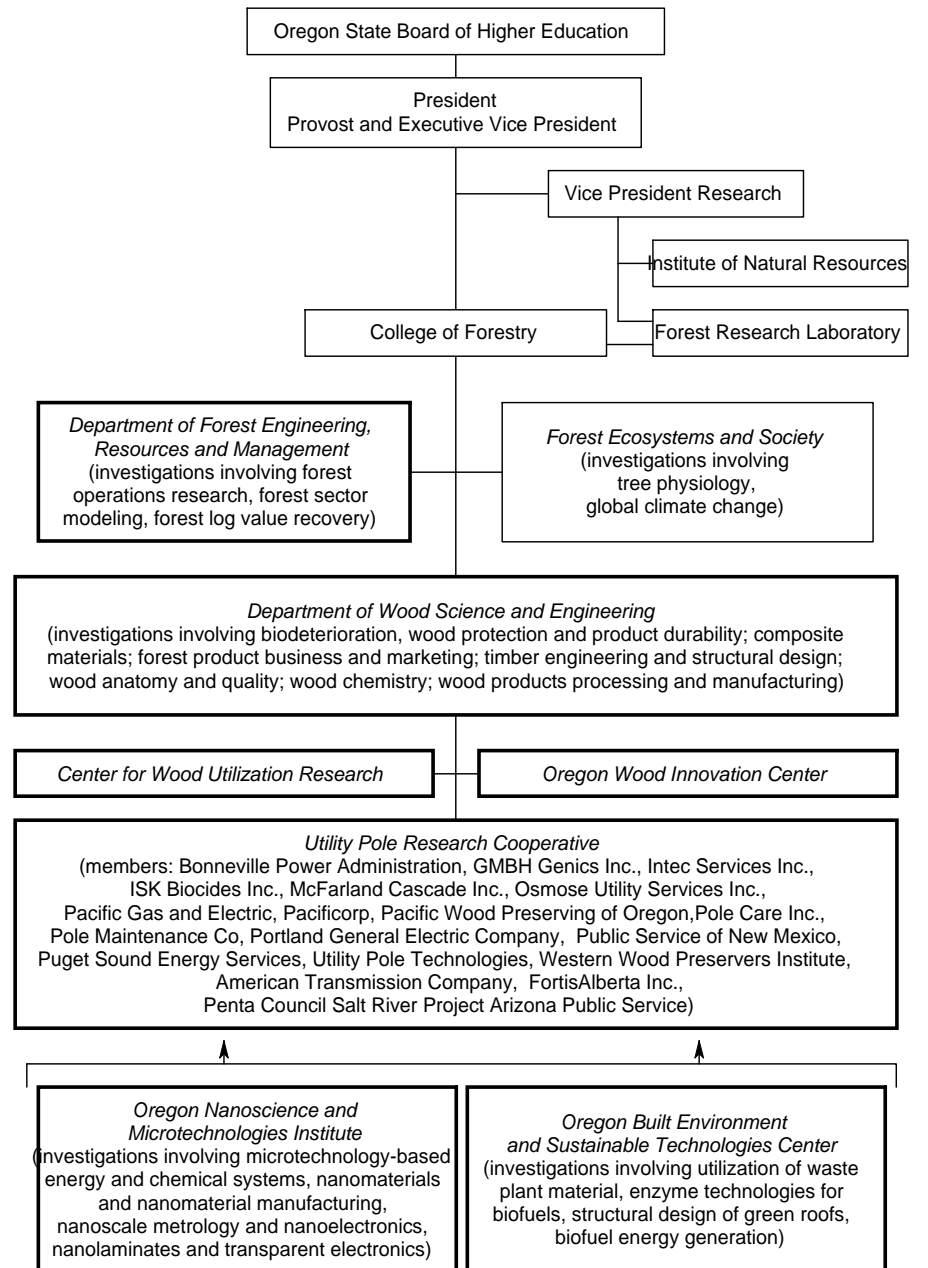 Oregon State Board of Higher Education
President
Provost and Executive Vice President
Vice President Research
Institute of Natural Resources
College of Forestry
Forest Research Laboratory
Department of Forest Engineering,
Resources and Management
(investigations involving forest
operations research, forest sector
modeling, forest log value recovery)
Forest Ecosystems and Society
(investigations involving
tree physiology,
global climate change)
Department of Wood Science and Engineering
(investigations involving biodeterioration, wood protection and product durability; composite
materials; forest product business and marketing; timber engineering and structural design;
wood anatomy and quality; wood chemistry; wood products processing and manufacturing)
Center for Wood Utilization Research
Oregon Wood Innovation Center
Utility Pole Research Cooperative
(members: Bonneville Power Administration, GMBH Genics Inc., Intec Services Inc.,
ISK Biocides Inc., McFarland Cascade Inc., Osmose Utility Services Inc.,
Pacific Gas and Electric, Pacificorp, Pacific Wood Preserving of Oregon,Pole Care Inc.,
Pole Maintenance Co, Portland General Electric Company, Public Service of New Mexico,
Puget Sound Energy Services, Utility Pole Technologies, Western Wood Preservers Institute,
American Transmission Company, FortisAlberta Inc.,
Penta Council Salt River Project Arizona Public Service)
Oregon Nanoscience and
Microtechnologies Institute
(investigations involving microtechnology-based
energy and chemical systems, nanomaterials
and nanomaterial manufacturing,
nanoscale metrology and nanoelectronics,
nanolaminates and transparent electronics)
Oregon Built Environment
and Sustainable Technologies Center
(investigations involving utilization of waste
plant material, enzyme technologies for
biofuels, structural design of green roofs,
biofuel energy generation)